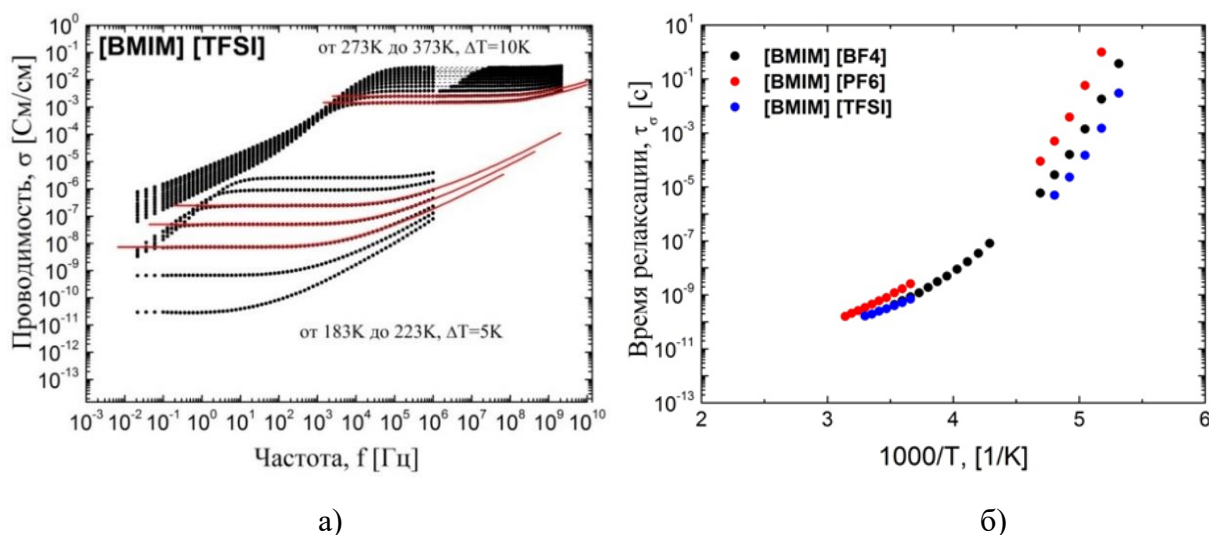 [BMIM] [TFSI]
от 273K до 373K, ΔT=10K
от 183K до 223K, ΔT=5K
Проводимость, σ [См/см]
10⁰
10⁻¹
10⁻²
10⁻³
10⁻⁴
10⁻⁵
10⁻⁶
10⁻⁷
10⁻⁸
10⁻⁹
10⁻¹⁰
10⁻¹¹
10⁻¹²
10⁻¹³
10⁻³ 10⁻² 10⁻¹ 10⁰ 10¹ 10² 10³ 10⁴ 10⁵ 10⁶ 10⁷ 10⁸ 10⁹ 10¹⁰
Частота, f [Гц]
а)
[BMIM] [BF4]
[BMIM] [PF6]
[BMIM] [TFSI]
Время релаксации, τσ [с]
10¹
10⁻¹
10⁻³
10⁻⁵
10⁻⁷
10⁻⁹
10⁻¹¹
10⁻¹³
2 3 4 5 6
1000/T, [1/K]
б)